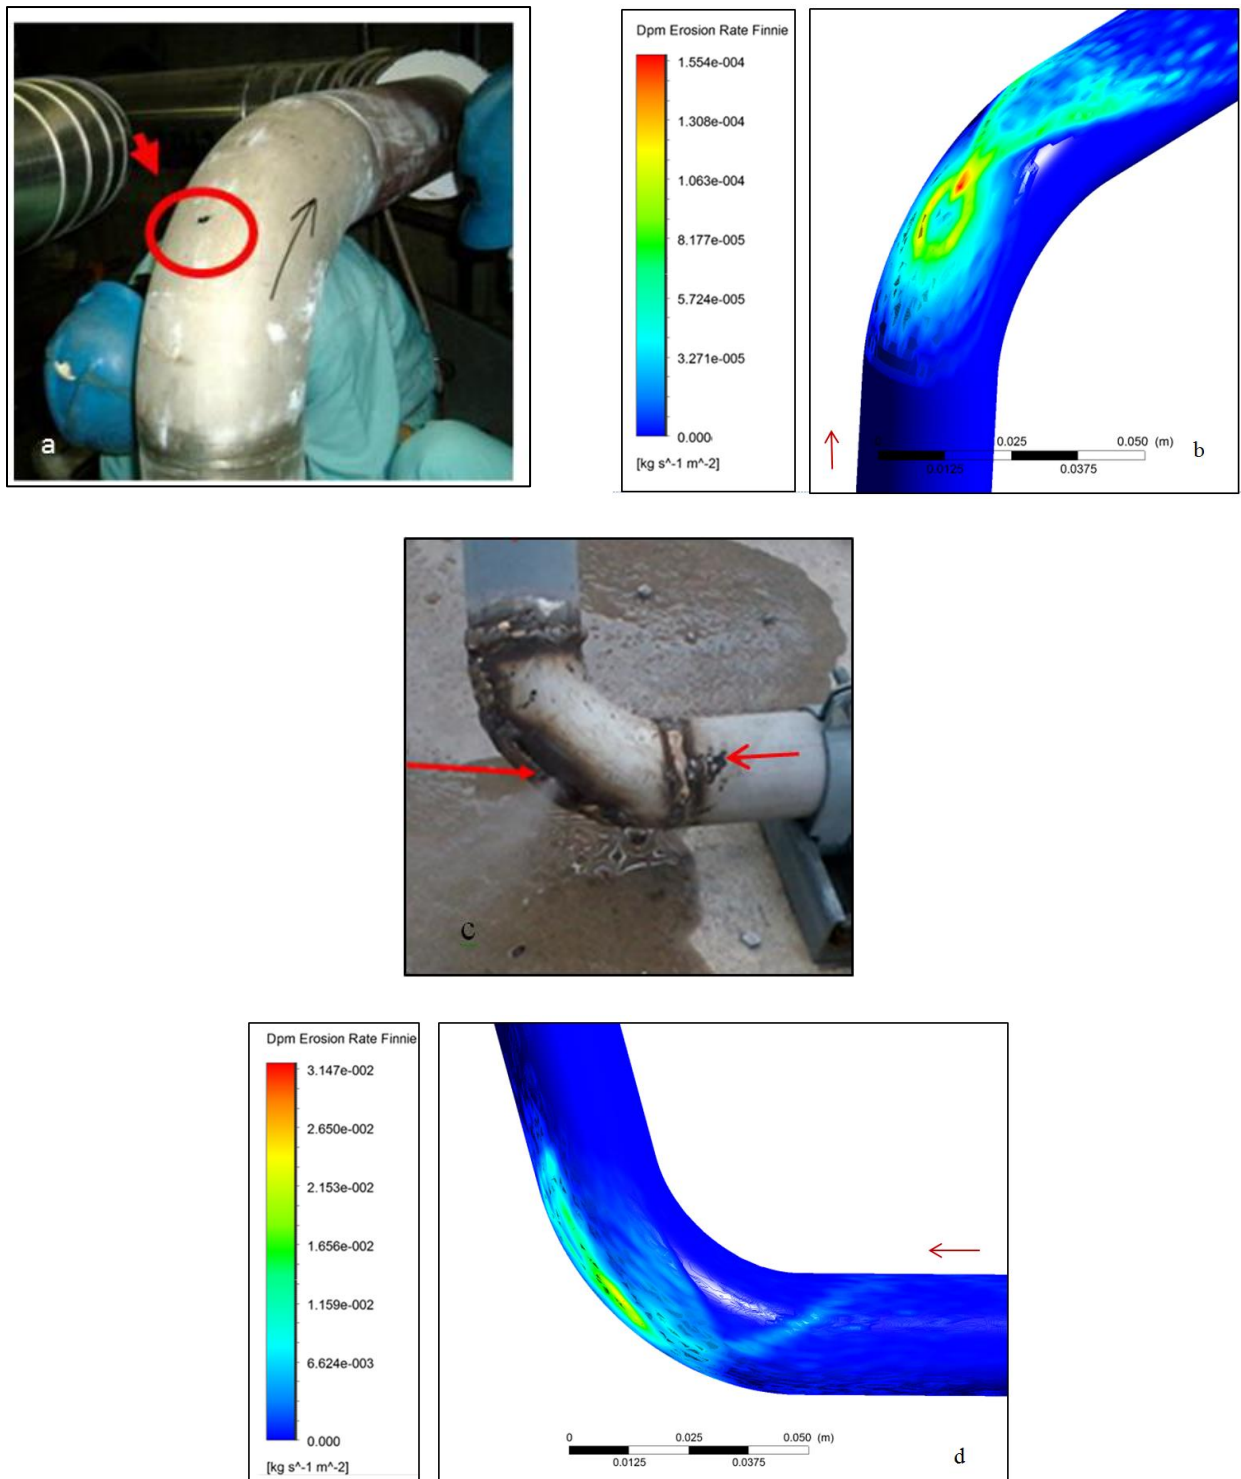 a
Dpm Erosion Rate Finnie
1.554e-004
1.308e-004
1.063e-004
8.177e-005
5.724e-005
3.271e-005
0.000
[kg s^-1 m^-2]
0 0.025 0.050 (m)
0.0125 0.0375
b
c
Dpm Erosion Rate Finnie
3.147e-002
2.650e-002
2.153e-002
1.656e-002
1.159e-002
6.624e-003
0.000
[kg s^-1 m^-2]
0 0.025 0.050 (m)
0.0125 0.0375
d